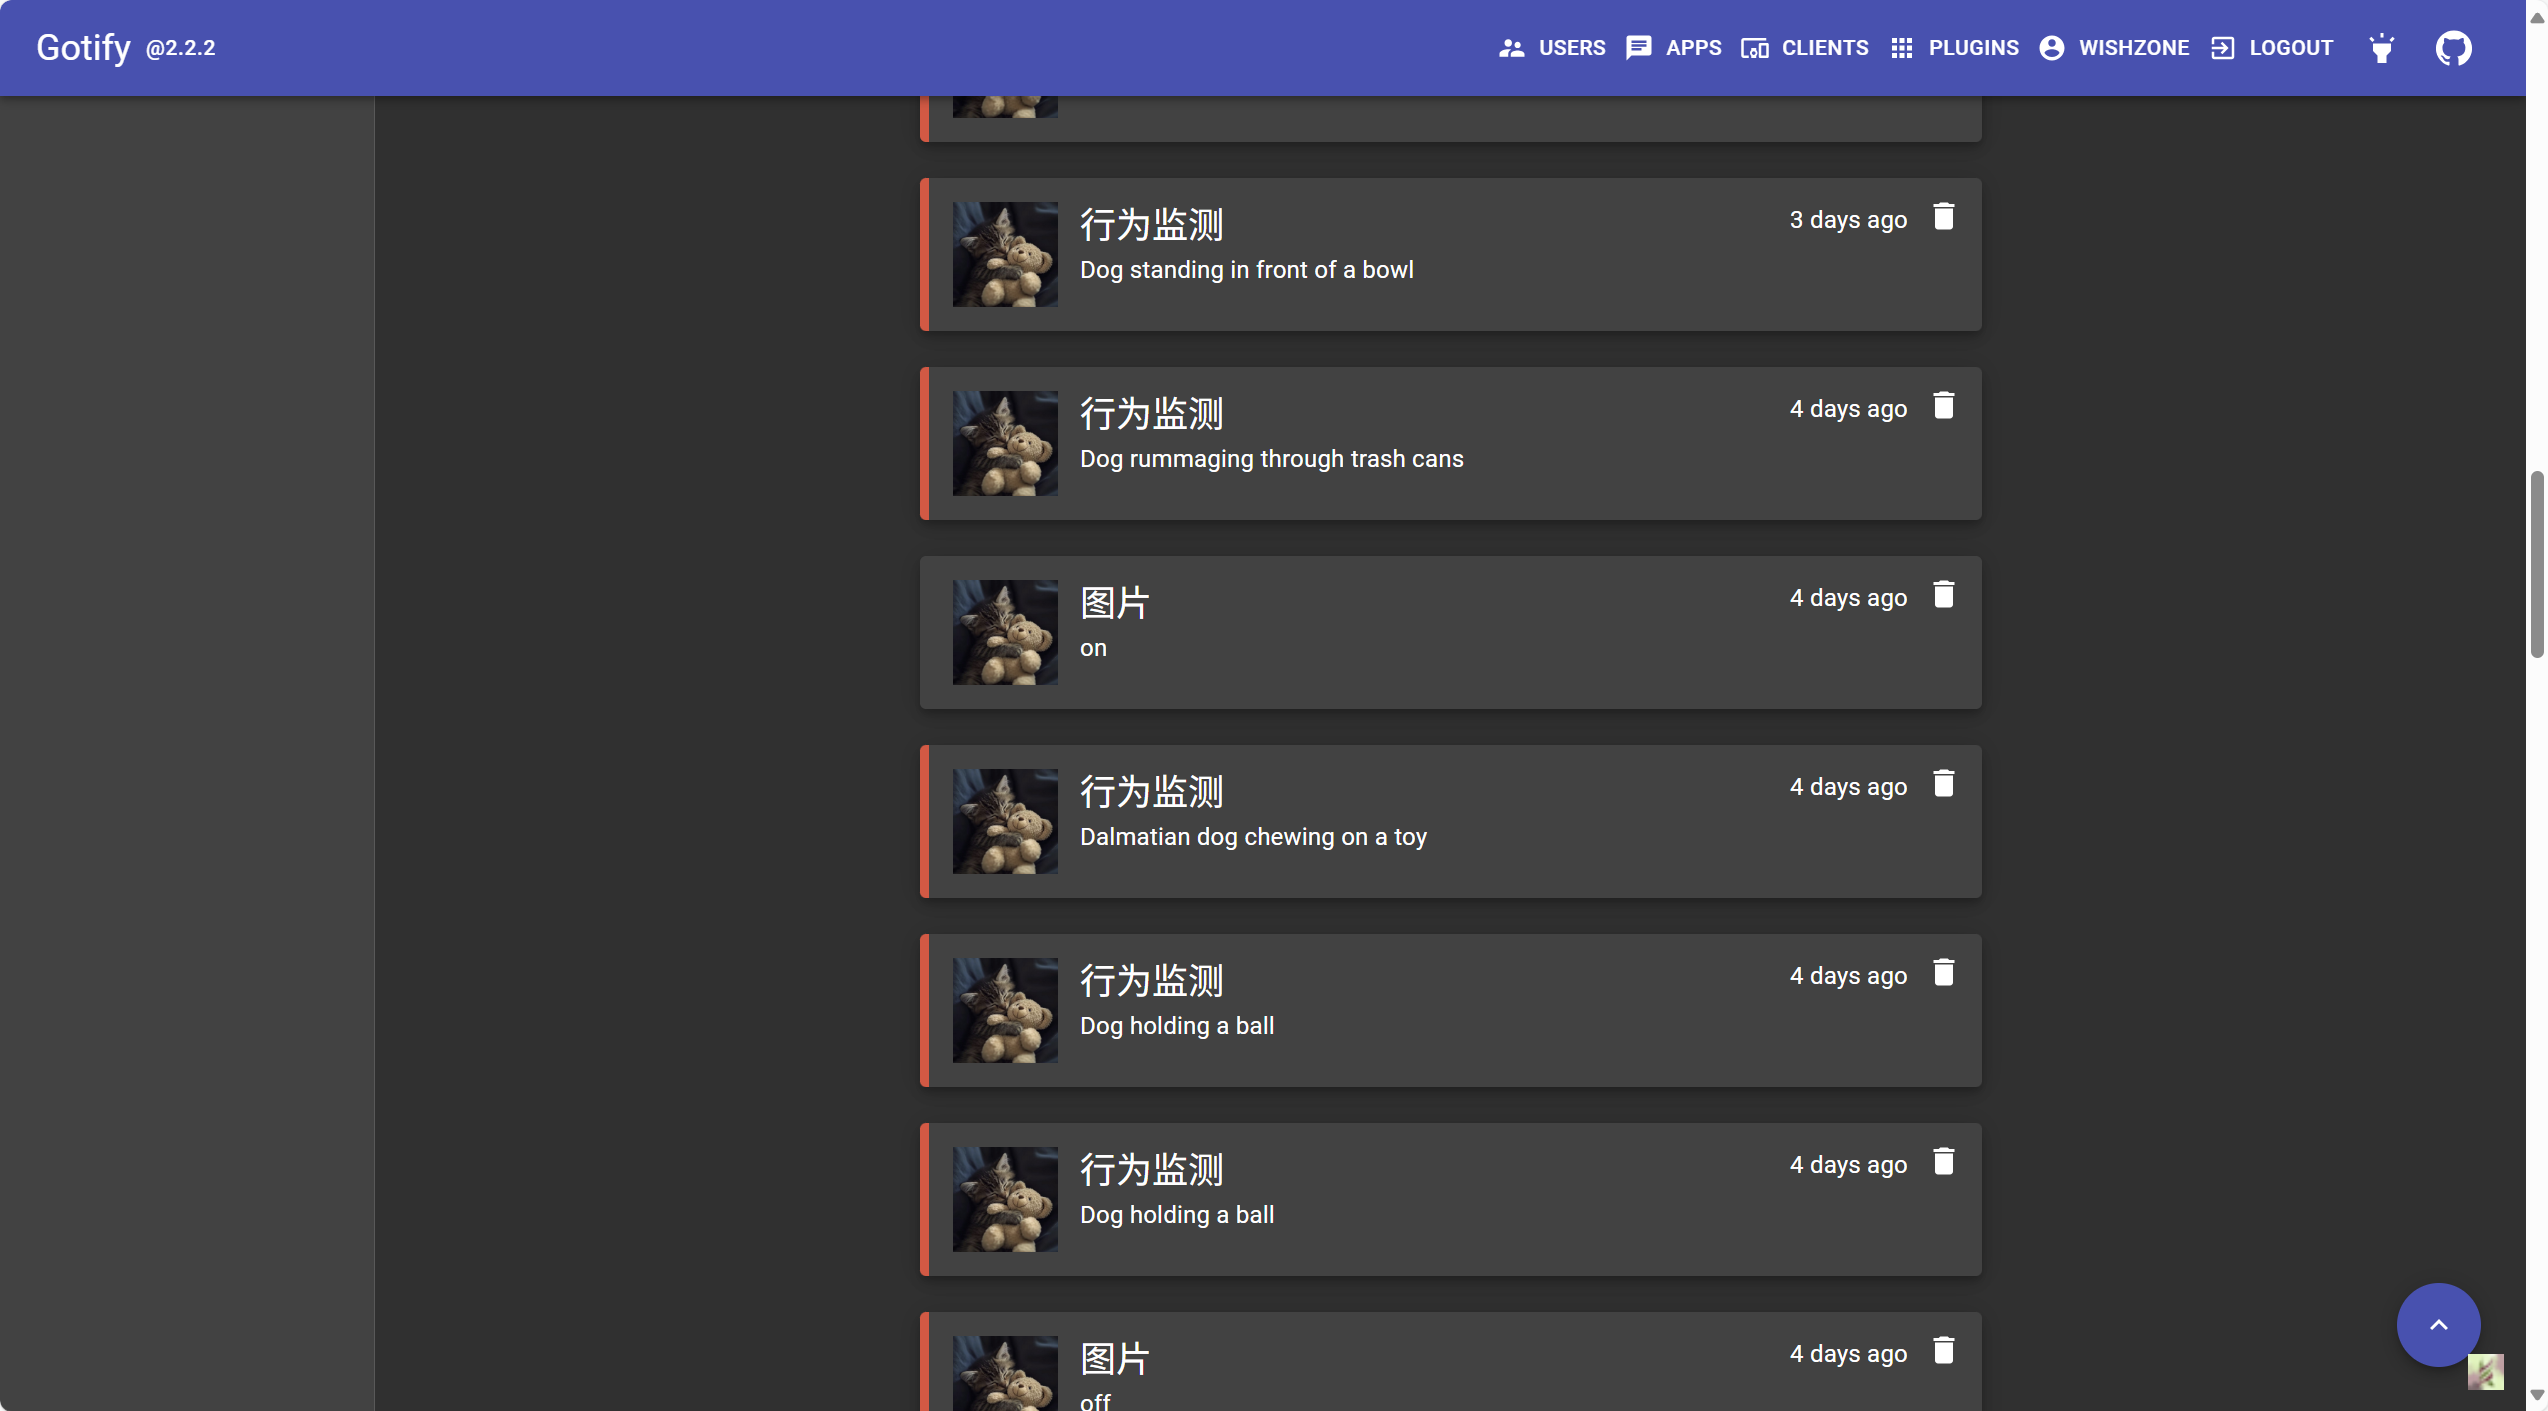 Gotify @2.2.2 USERS APPS CLIENTS PLUGINS WISHZONE LOGOUT
行为监测 3 days ago
Dog standing in front of a bowl
行为监测 4 days ago
Dog rummaging through trash cans
图片 4 days ago
on
行为监测 4 days ago
Dalmatian dog chewing on a toy
行为监测 4 days ago
Dog holding a ball
行为监测 4 days ago
Dog holding a ball
图片 4 days ago
off